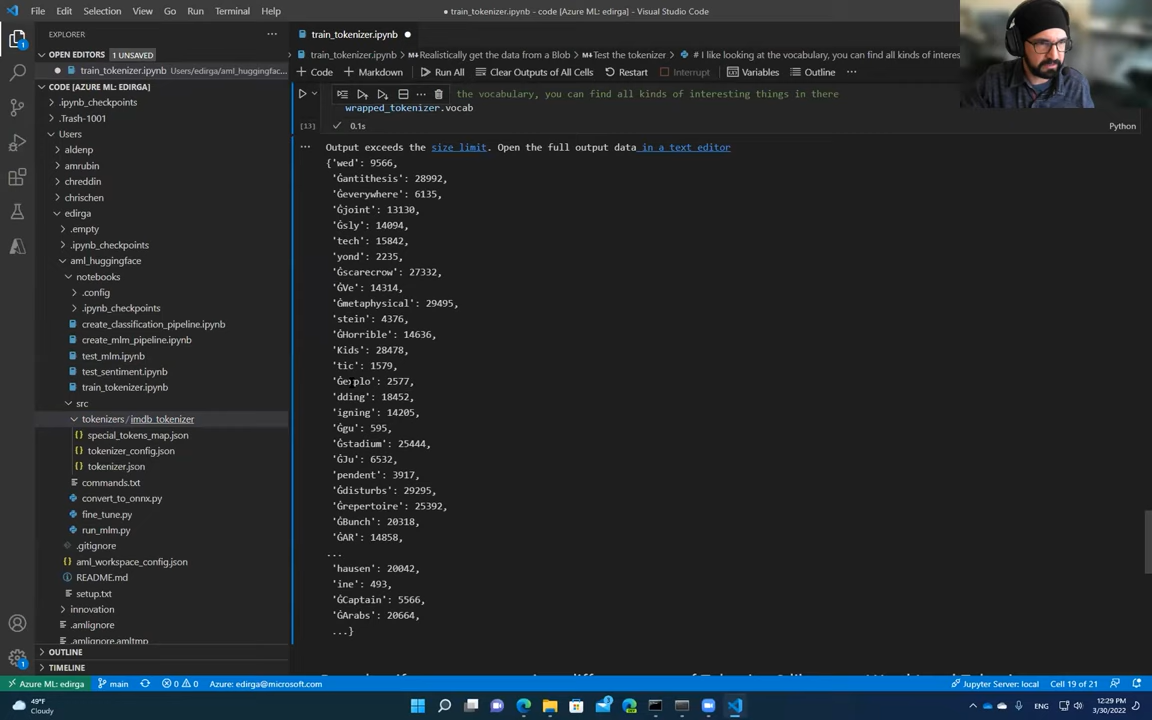 File Edit Selection View Go Run Terminal Help
● train_tokenizer.ipynb - code [Azure ML: edirga] - Visual Studio Code
EXPLORER
OPEN EDITORS 1 UNSAVED
● train_tokenizer.ipynb Users/edirga/aml_huggingface...
CODE [AZURE ML: EDIRGA]
.ipynb_checkpoints
.Trash-1001
Users
aldenp
amrubin
chreddin
chrischen
edirga
.empty
.ipynb_checkpoints
aml_huggingface
notebooks
.config
.ipynb_checkpoints
create_classification_pipeline.ipynb
create_mlm_pipeline.ipynb
test_mlm.ipynb
test_sentiment.ipynb
train_tokenizer.ipynb
src
tokenizers / imdb_tokenizer
special_tokens_map.json
tokenizer_config.json
tokenizer.json
commands.txt
convert_to_onnx.py
fine_tune.py
run_mlm.py
.gitignore
aml_workspace_config.json
README.md
setup.txt
innovation
.amlignore
.amlignore.amltmp
OUTLINE
TIMELINE
train_tokenizer.ipynb ●
train_tokenizer.ipynb > Realistically get the data from a Blob > Test the tokenizer > # I like looking at the vocabulary, you can find all kinds of interes
+ Code + Markdown Run All Clear Outputs of All Cells Restart Interrupt Variables Outline ...
the vocabulary, you can find all kinds of interesting things in there
wrapped_tokenizer.vocab
[13] ✓ 0.1s Python
Output exceeds the size limit. Open the full output data in a text editor
{'wed': 9566,
'Ġantithesis': 28992,
'Ġeverywhere': 6135,
'Ġjoint': 13130,
'Ġsly': 14094,
'tech': 15842,
'yond': 2235,
'Ġscarecrow': 27332,
'ĠVe': 14314,
'Ġmetaphysical': 29495,
'stein': 4376,
'ĠHorrible': 14636,
'Kids': 28478,
'tic': 1579,
'Ġexplo': 2577,
'dding': 18452,
'igning': 14205,
'Ġgu': 595,
'Ġstadium': 25444,
'ĠJu': 6532,
'pendent': 3917,
'Ġdisturbs': 29295,
'Ġrepertoire': 25392,
'ĠBunch': 20318,
'ĠAR': 14858,
...
'hausen': 20042,
'ine': 493,
'ĠCaptain': 5566,
'ĠArabs': 20664,
...}
Azure ML: edirga main 0 0 Azure: edirga@microsoft.com Jupyter Server: local Cell 19 of 21
49°F
Cloudy
ENG
12:29 PM
3/30/2022